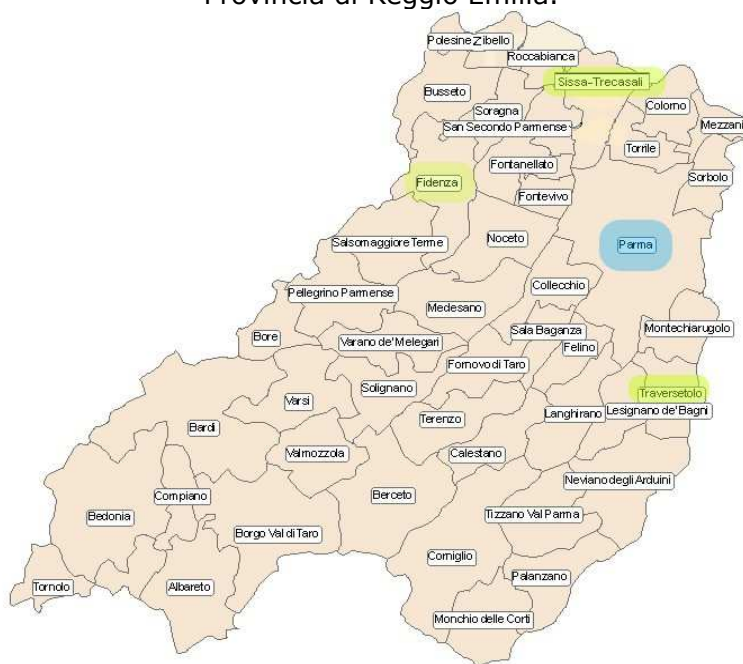 Provincia di Reggio Emilia.
Polesine Zibello
Roccabianca
Sissa-Trecasali
Busseto
Colorno
Soragna
Mezzani
San Secondo Parmense
Torrile
Fontanellato
Sorbolo
Fidenza
Fontevivo
Salsomaggiore Terme
Noceto
Parma
Collecchio
Pellegrino Parmense
Medesano
Sala Baganza
Montechiarugolo
Bore
Varano de'Melegari
Felino
Fornovo di Taro
Solignano
Traversetolo
Varsi
Langhirano
Lesignano de'Bagni
Terenzo
Bardi
Valmozzola
Calestano
Neviano degli Arduini
Compiano
Berceto
Bedonia
Tizzano Val Parma
Borgo Val di Taro
Corniglio
Palanzano
Tornolo
Albareto
Monchio delle Corti